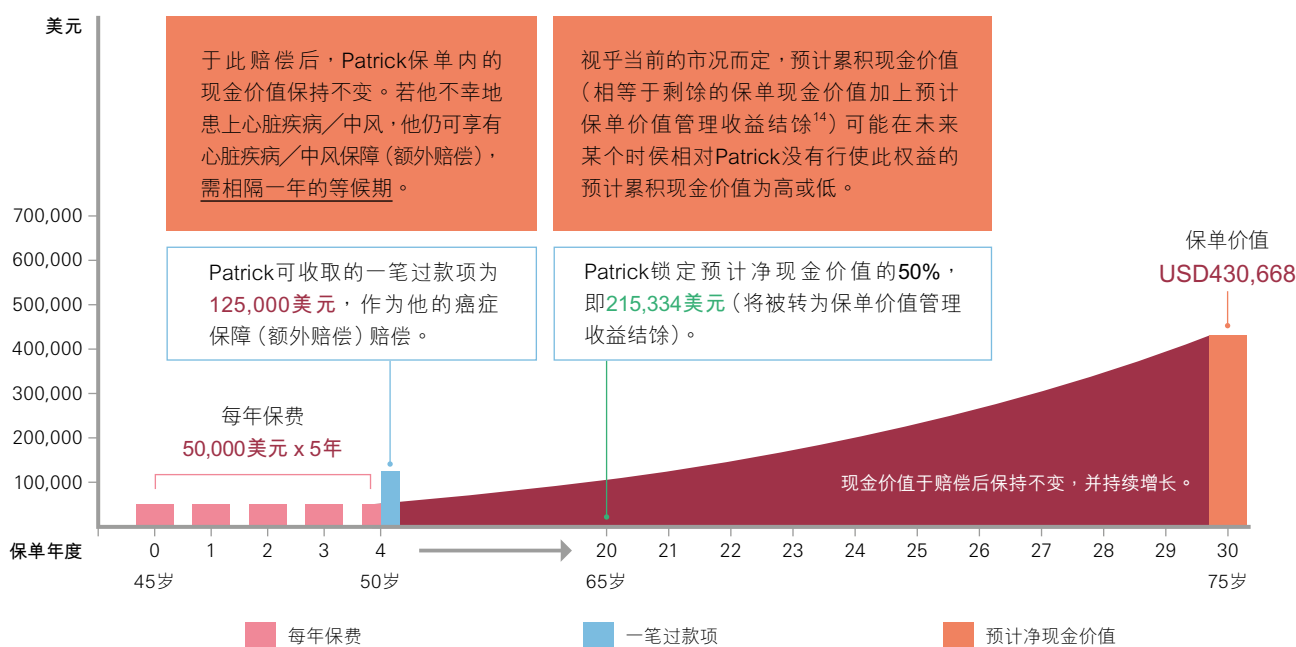 美元
于此赔偿后，Patrick保单内的
现金价值保持不变。若他不幸地
患上心脏疾病╱中风，他仍可享有
心脏疾病╱中风保障（额外赔偿），
需相隔一年的等候期。
视乎当前的市况而定，预计累积现金价值
（相等于剩馀的保单现金价值加上预计
保单价值管理收益结馀14）可能在未来
某个时侯相对Patrick没有行使此权益的
预计累积现金价值为高或低。
700,000
600,000
500,000
400,000
300,000
200,000
100,000
Patrick可收取的一笔过款项为
125,000美元，作为他的癌症
保障（额外赔偿）赔偿。
Patrick锁定预计净现金价值的50%，
即215,334美元（将被转为保单价值管理
收益结馀）。
保单价值
USD430,668
每年保费
50,000美元 x 5年
现金价值于赔偿后保持不变，并持续增长。
保单年度
0 1 2 3 4 20 21 22 23 24 25 26 27 28 29 30
45岁 50岁 65岁 75岁
每年保费 一笔过款项 预计净现金价值